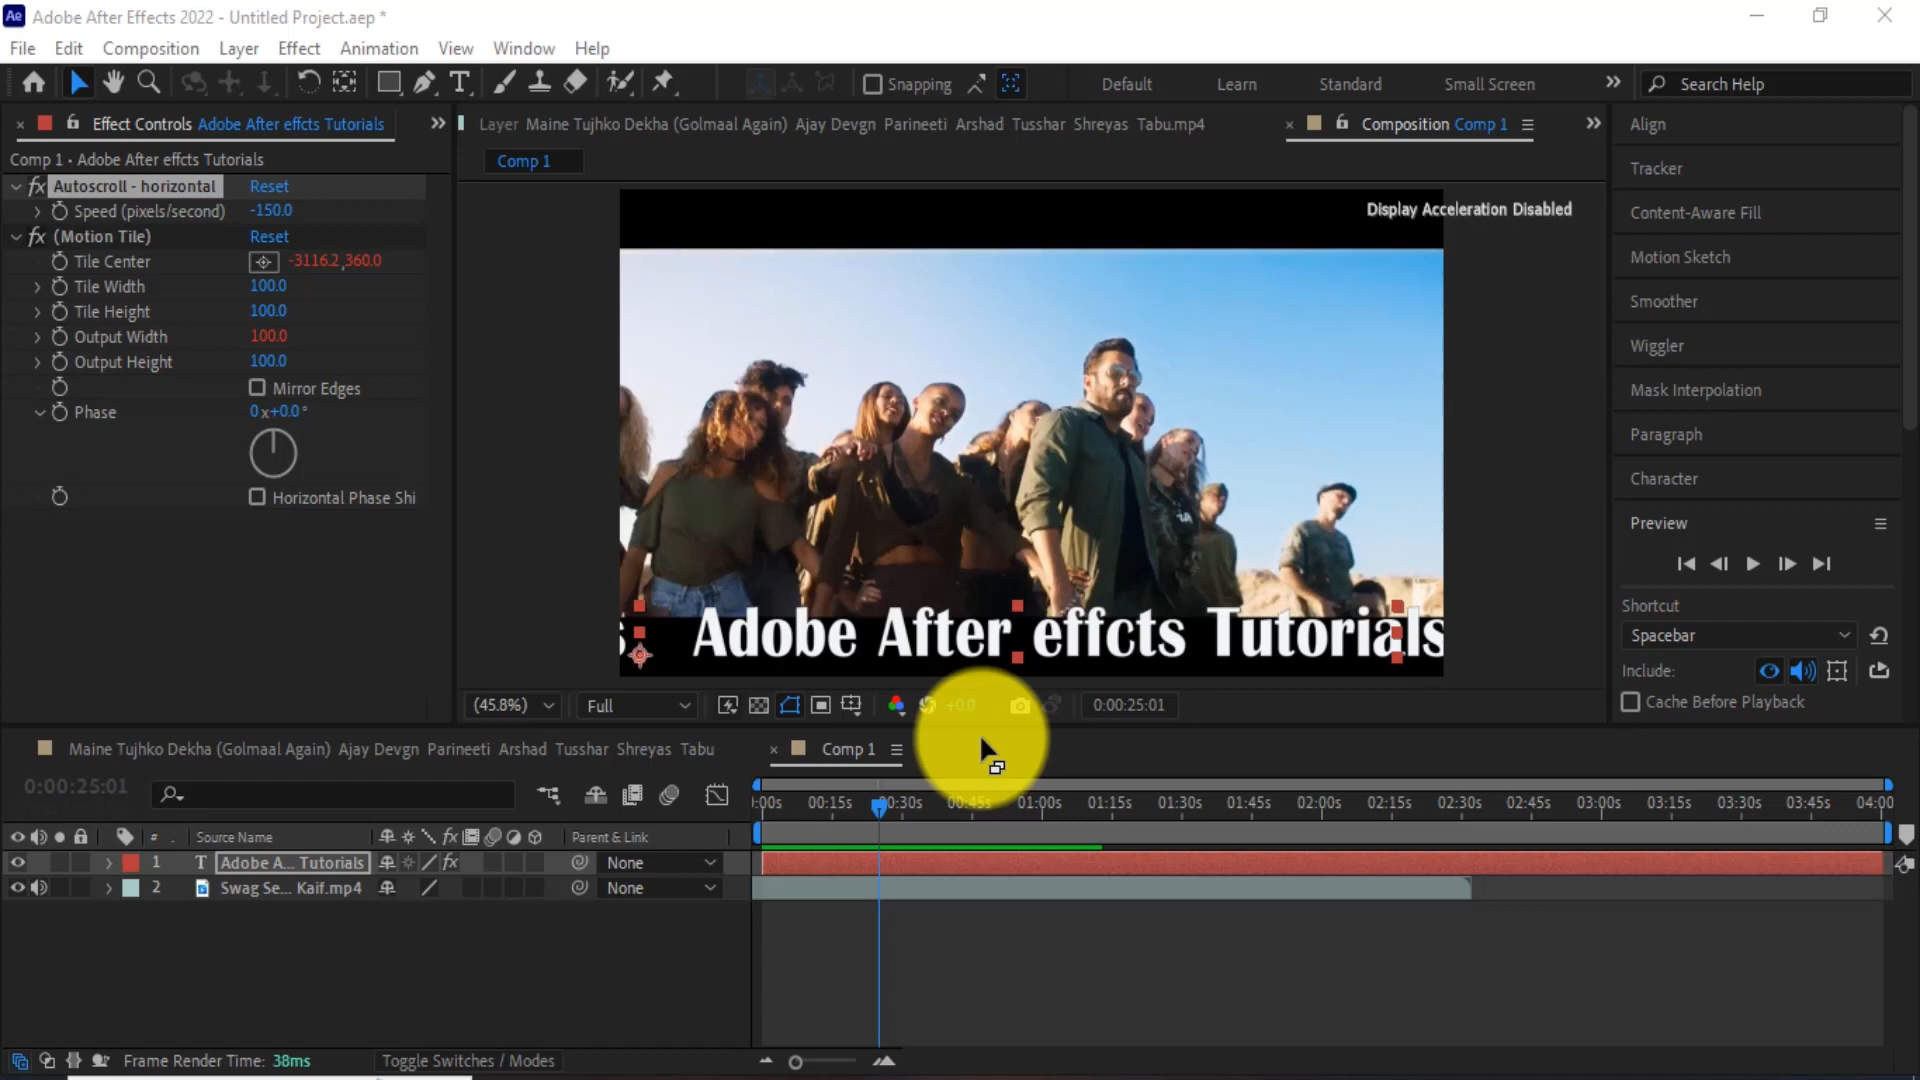 Ae Adobe After Effects 2022 - Untitled Project.aep *
File Edit Composition Layer Effect Animation View Window Help
T Snapping Default Learn Standard Small Screen Search Help
Effect Controls Adobe After effcts Tutorials
Layer Maine Tujhko Dekha (Golmaal Again) Ajay Devgn Parineeti Arshad Tusshar Shreyas Tabu.mp4
Composition Comp 1
Align
Comp 1 • Adobe After effcts Tutorials
Comp 1
Tracker
fx Autoscroll - horizontal Reset
Speed (pixels/second) -150.0
Display Acceleration Disabled
Content-Aware Fill
fx (Motion Tile) Reset
Tile Center -3116.2,360.0
Motion Sketch
Tile Width 100.0
Smoother
Tile Height 100.0
Output Width 100.0
Wiggler
Output Height 100.0
Mirror Edges
Mask Interpolation
Phase 0x+0.0°
Paragraph
Character
Horizontal Phase Shi
Preview
Shortcut
s Adobe After effcts Tutorials
Spacebar
Include:
(45.8%) Full +0.0 0:00:25:01
Cache Before Playback
Maine Tujhko Dekha (Golmaal Again) Ajay Devgn Parineeti Arshad Tusshar Shreyas Tabu
Comp 1
0:00:25:01
:00s 00:15s 00:30s 00:45s 01:00s 01:15s 01:30s 01:45s 02:00s 02:15s 02:30s 02:45s 03:00s 03:15s 03:30s 03:45s 04:00
# . Source Name fx Parent & Link
1 T Adobe A... Tutorials fx None
2 Swag Se... Kaif.mp4 None
Frame Render Time: 38ms Toggle Switches / Modes